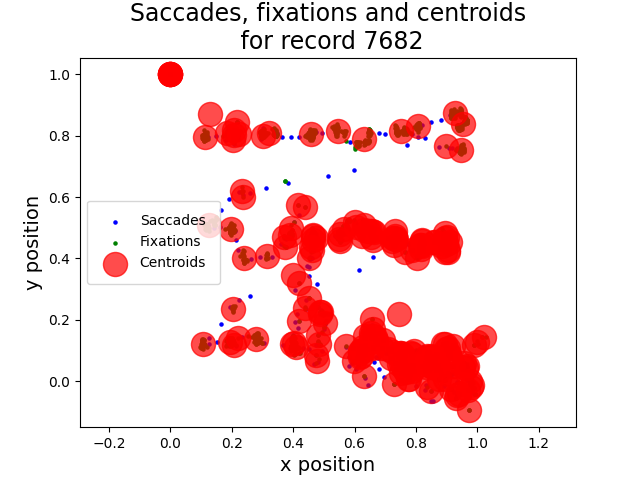 Saccades, fixations and centroids
for record 7682
y position
1.0
0.8
0.6
0.4
0.2
0.0
Saccades
Fixations
Centroids
−0.2
0.0
0.2
0.4
0.6
0.8
1.0
1.2
x position